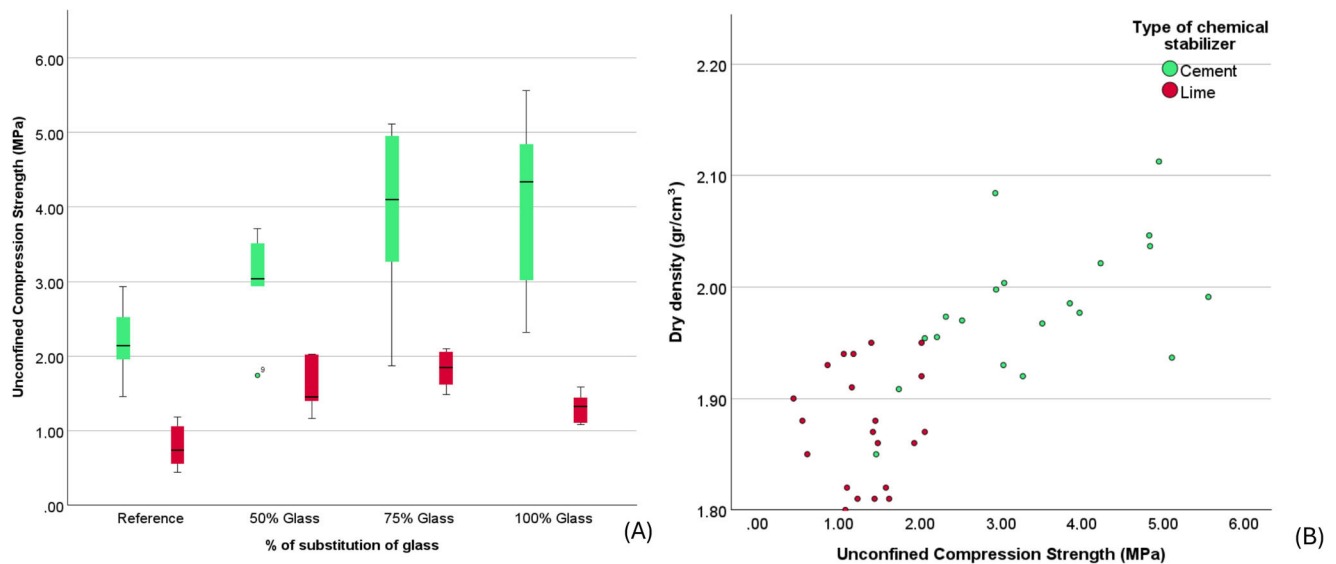 Unconfined Compression Strength (MPa)
6.00
5.00
4.00
3.00
2.00
1.00
.00
9
Reference
50% Glass
75% Glass
100% Glass
% of substitution of glass
(A)
Type of chemical
stabilizer
Cement
Lime
Dry density (gr/cm³)
2.20
2.10
2.00
1.90
1.80
.00
1.00
2.00
3.00
4.00
5.00
6.00
Unconfined Compression Strength (MPa)
(B)